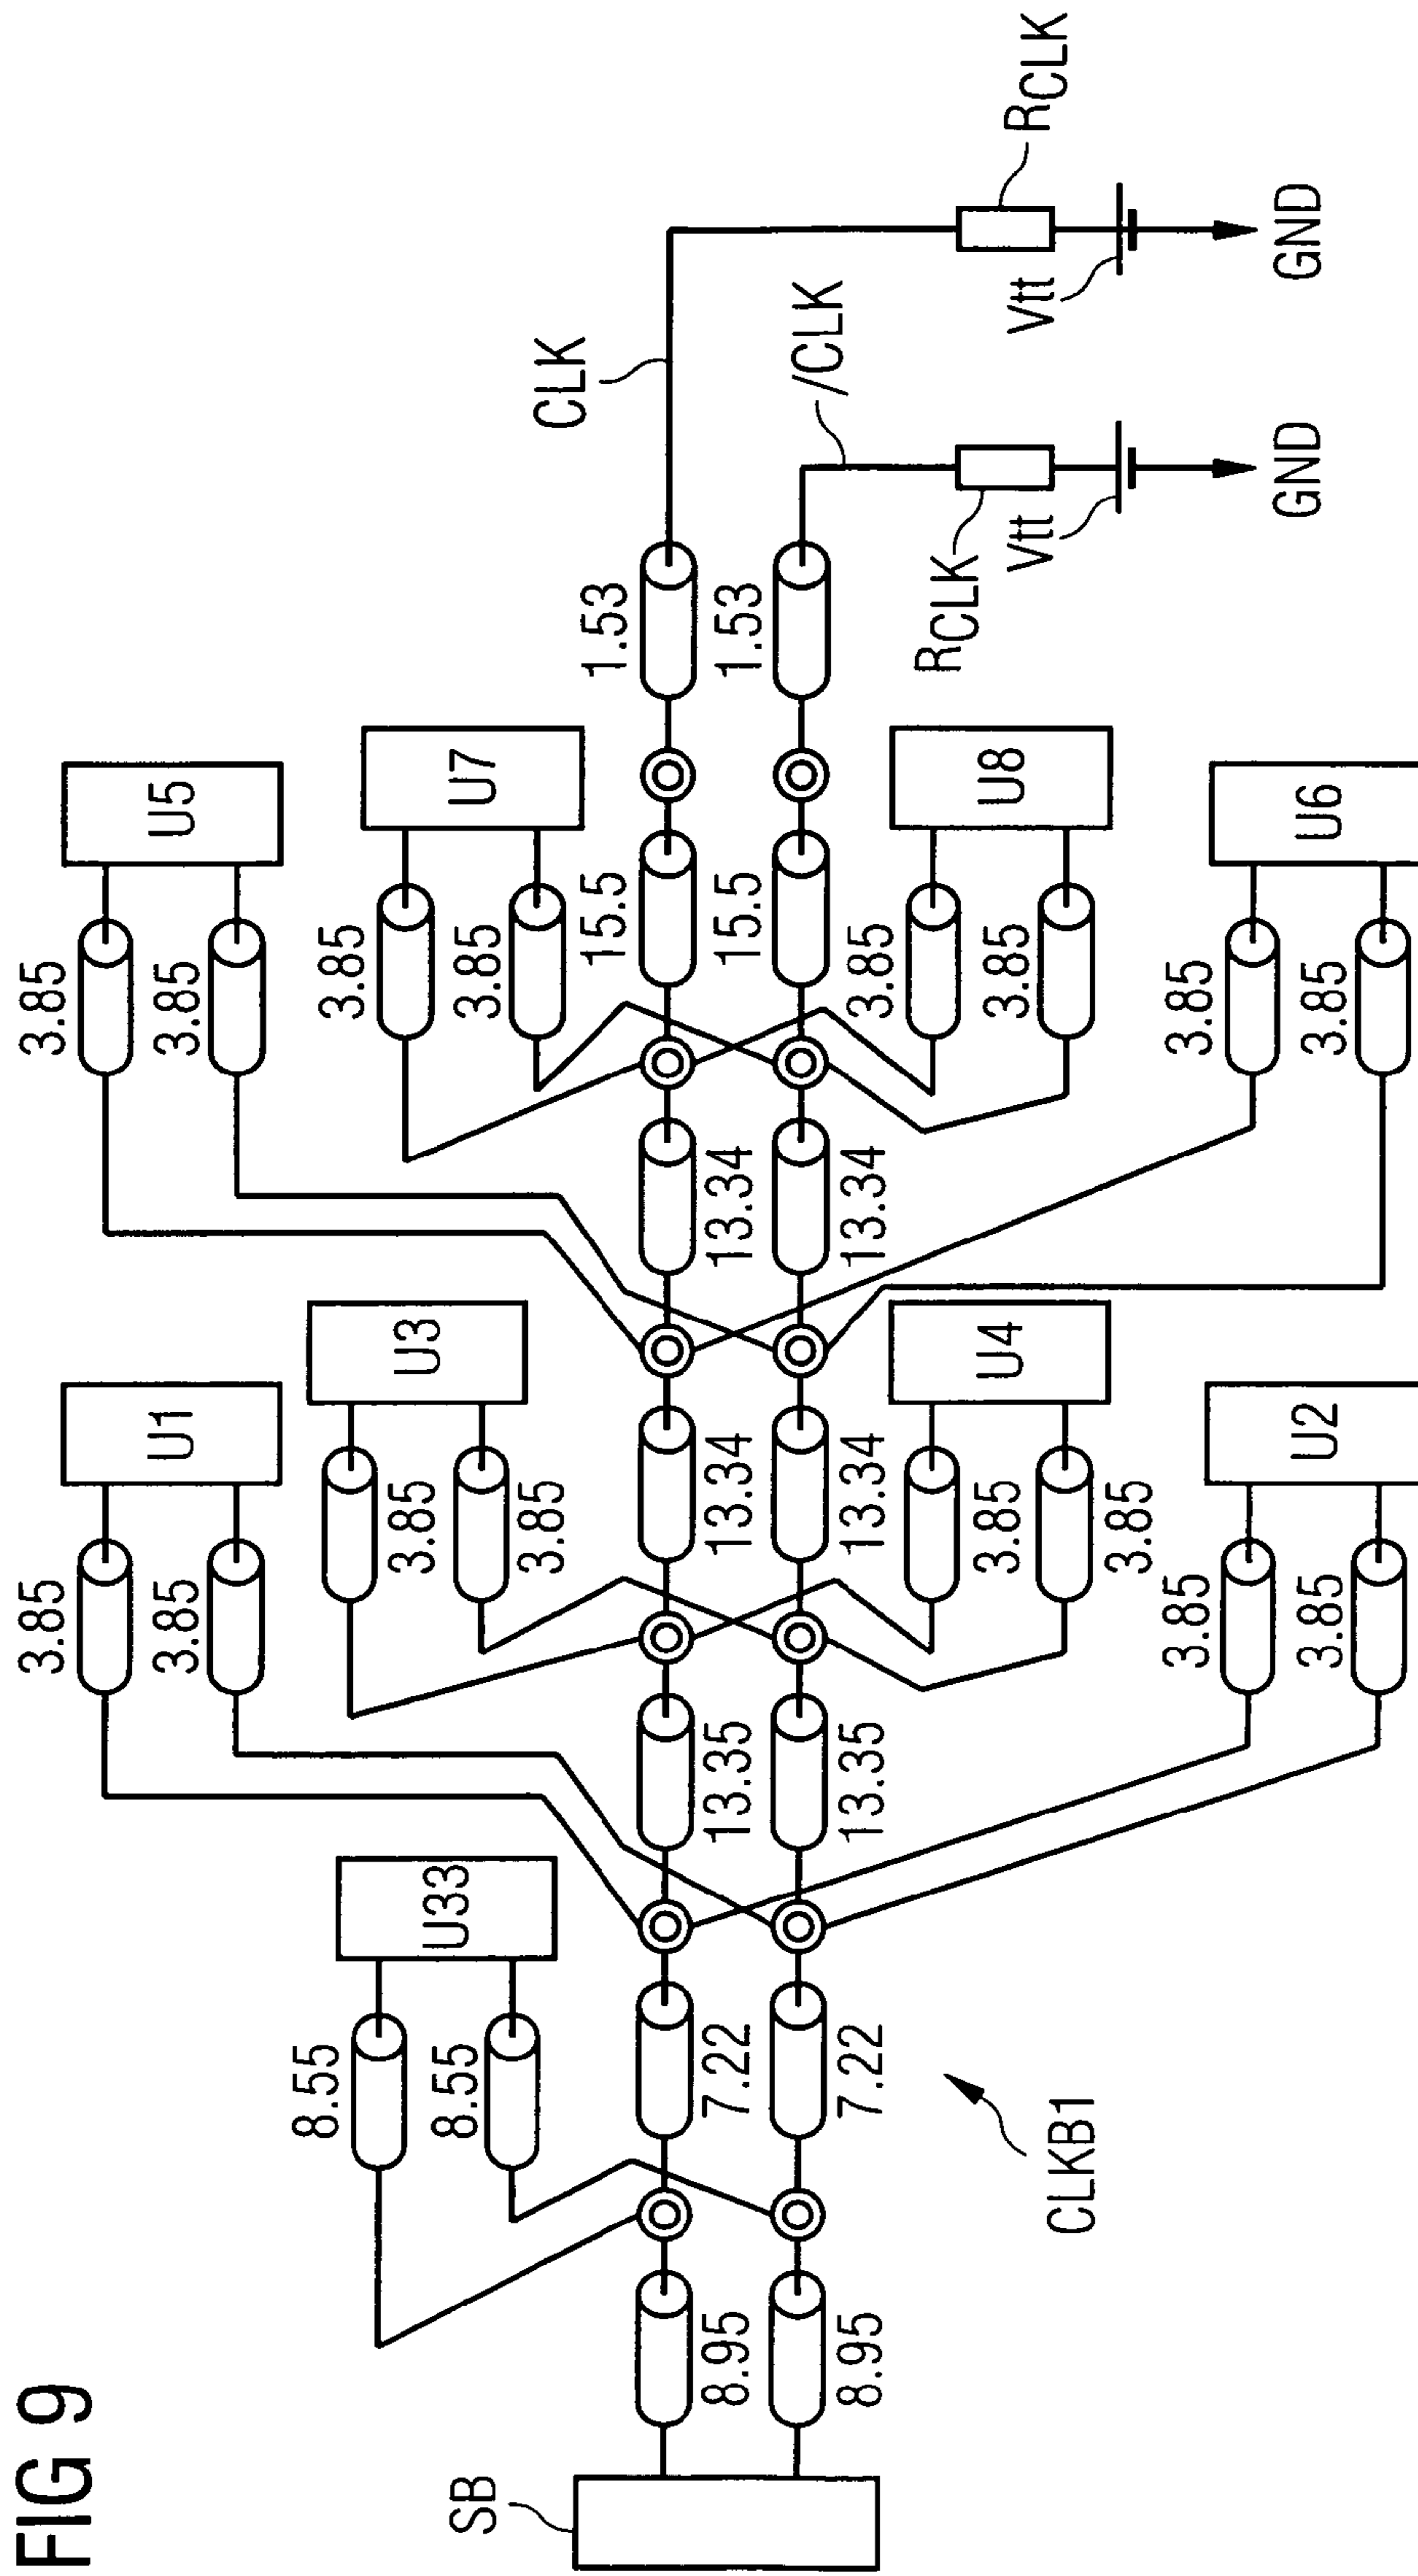 FIG 9
SB
8.95
8.95
8.55
8.55
U33
7.22
7.22
CLKB1
3.85
3.85
U1
13.35
13.35
3.85
3.85
U2
3.85
3.85
U3
13.34
13.34
3.85
3.85
U4
3.85
3.85
U5
13.34
13.34
3.85
3.85
U6
3.85
3.85
U7
15.5
15.5
3.85
3.85
U8
1.53
1.53
CLK
/CLK
RCLK
Vtt
GND
RCLK
Vtt
GND